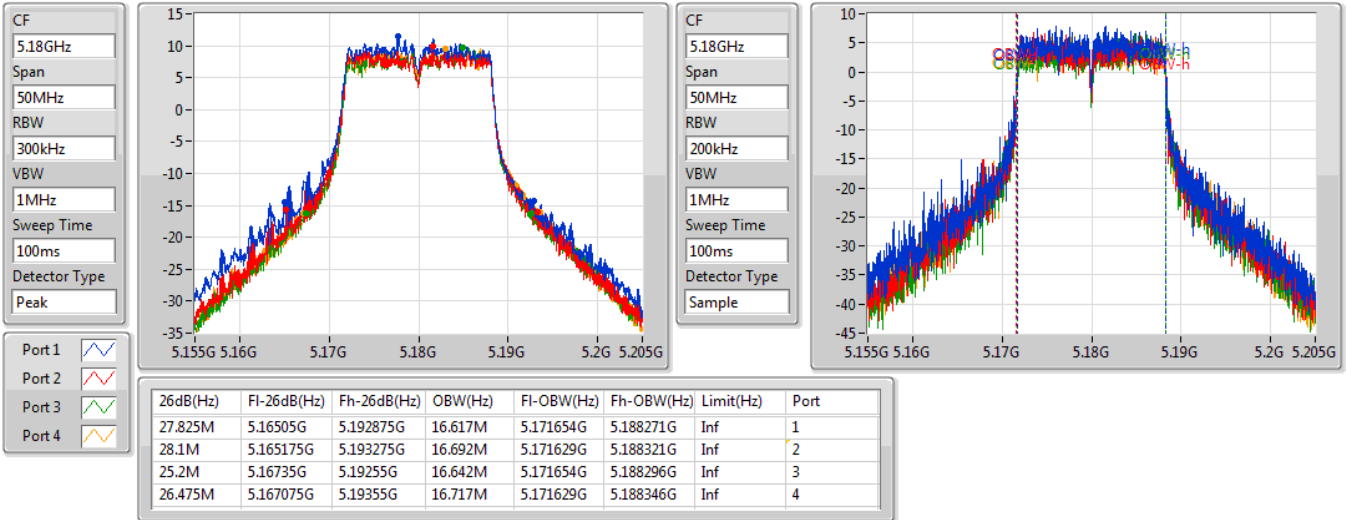 CF
5.18GHz
Span
50MHz
RBW
300kHz
VBW
1MHz
Sweep Time
100ms
Detector Type
Peak
15
10
5
0
-5
-10
-15
-20
-25
-30
-35
5.155G 5.16G 5.17G 5.18G 5.19G 5.2G 5.205G
CF
5.18GHz
Span
50MHz
RBW
200kHz
VBW
1MHz
Sweep Time
100ms
Detector Type
Sample
10
5
0
-5
-10
-15
-20
-25
-30
-35
-40
-45
5.155G 5.16G 5.17G 5.18G 5.19G 5.2G 5.205G
OBW-h
Port 1
Port 2
Port 3
Port 4
26dB(Hz) Fl-26dB(Hz) Fh-26dB(Hz) OBW(Hz) Fl-OBW(Hz) Fh-OBW(Hz) Limit(Hz) Port
27.825M 5.16505G 5.192875G 16.617M 5.171654G 5.188271G Inf 1
28.1M 5.165175G 5.193275G 16.692M 5.171629G 5.188321G Inf 2
25.2M 5.16735G 5.19255G 16.642M 5.171654G 5.188296G Inf 3
26.475M 5.167075G 5.19355G 16.717M 5.171629G 5.188346G Inf 4